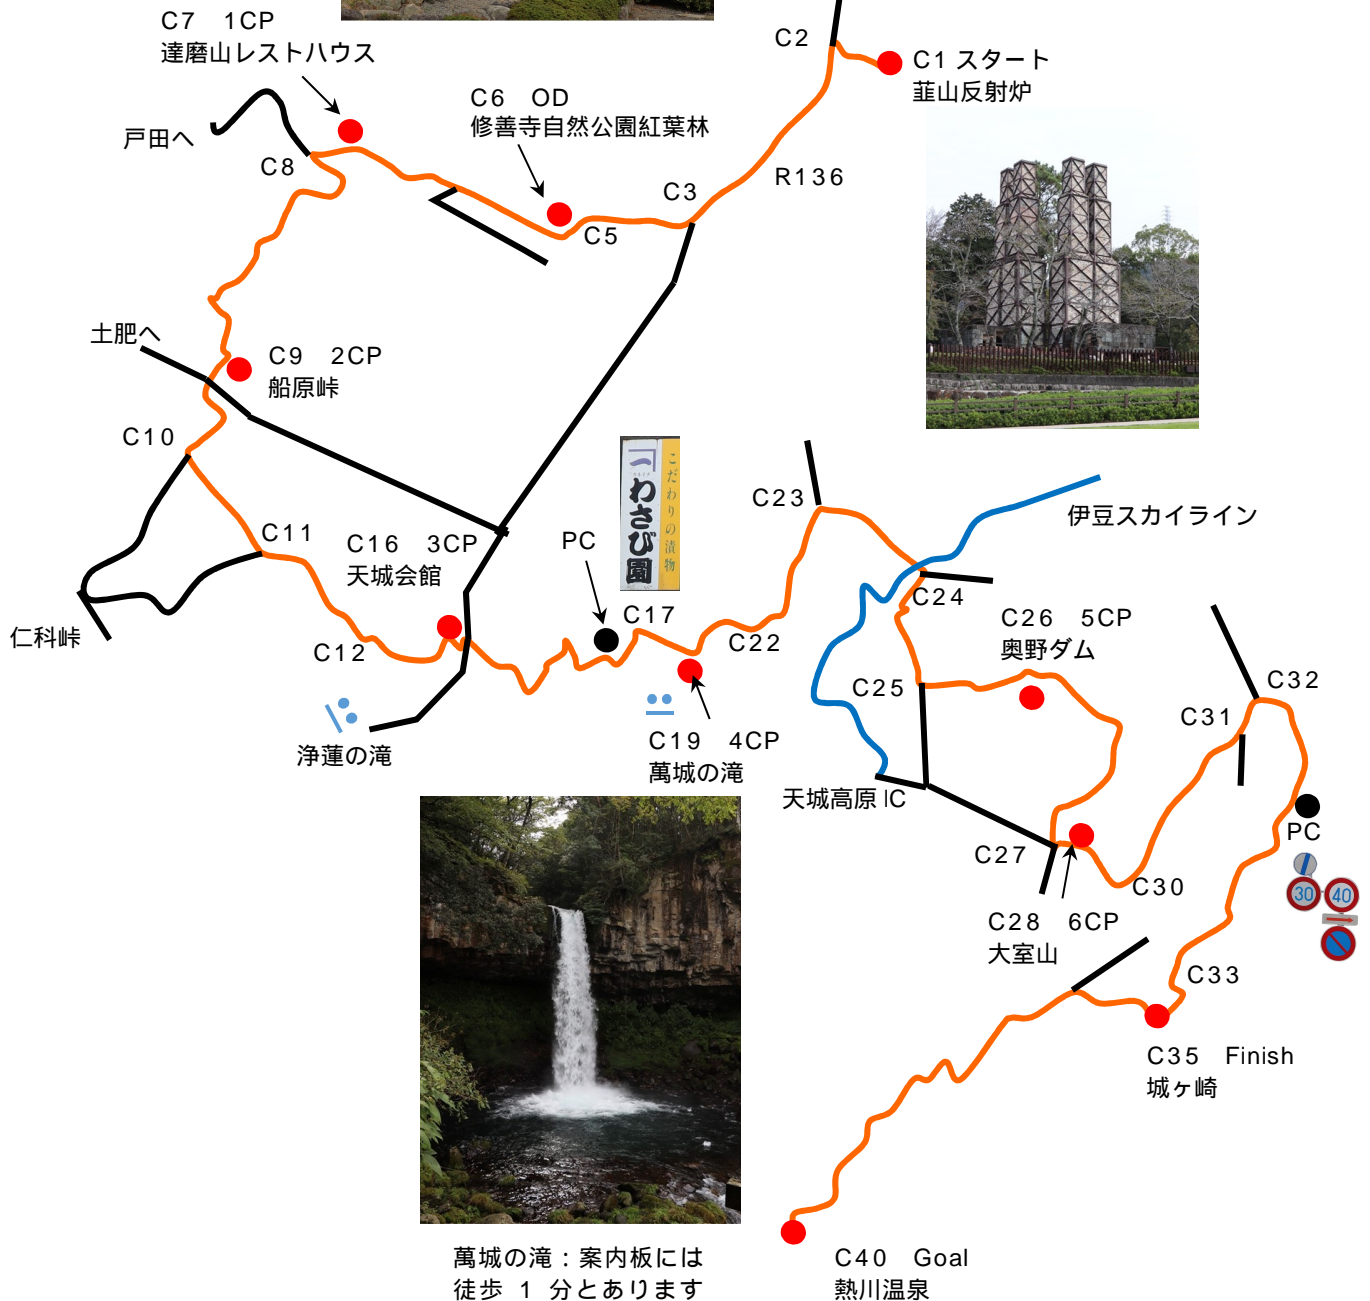 C7 1CP
達磨山レストハウス
C2
C1 スタート
韮山反射炉
C6 OD
修善寺自然公園紅葉林
戸田へ
C8
C3
R136
C5
土肥へ
C9 2CP
船原峠
C10
こだわりの漬物
わさび園
C23
伊豆スカイライン
C11
C16 3CP
天城会館
PC
C17
C24
C26 5CP
奥野ダム
仁科峠
C12
C22
C25
C32
C31
浄蓮の滝
C19 4CP
萬城の滝
天城高原IC
PC
C27
C30
30
40
C28 6CP
大室山
C33
C35 Finish
城ヶ崎
萬城の滝：案内板には
徒歩 1 分とあります
C40 Goal
熱川温泉